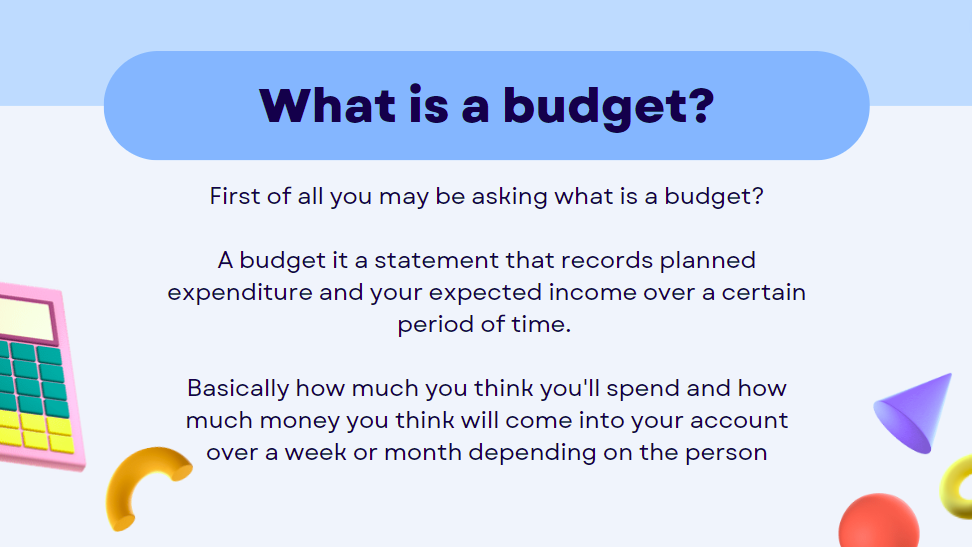 What is a budget?
First of all you may be asking what is a budget?
A budget it a statement that records planned
expenditure and your expected income over a certain
period of time.
Basically how much you think you'll spend and how
much money you think will come into your account
over a week or month depending on the person